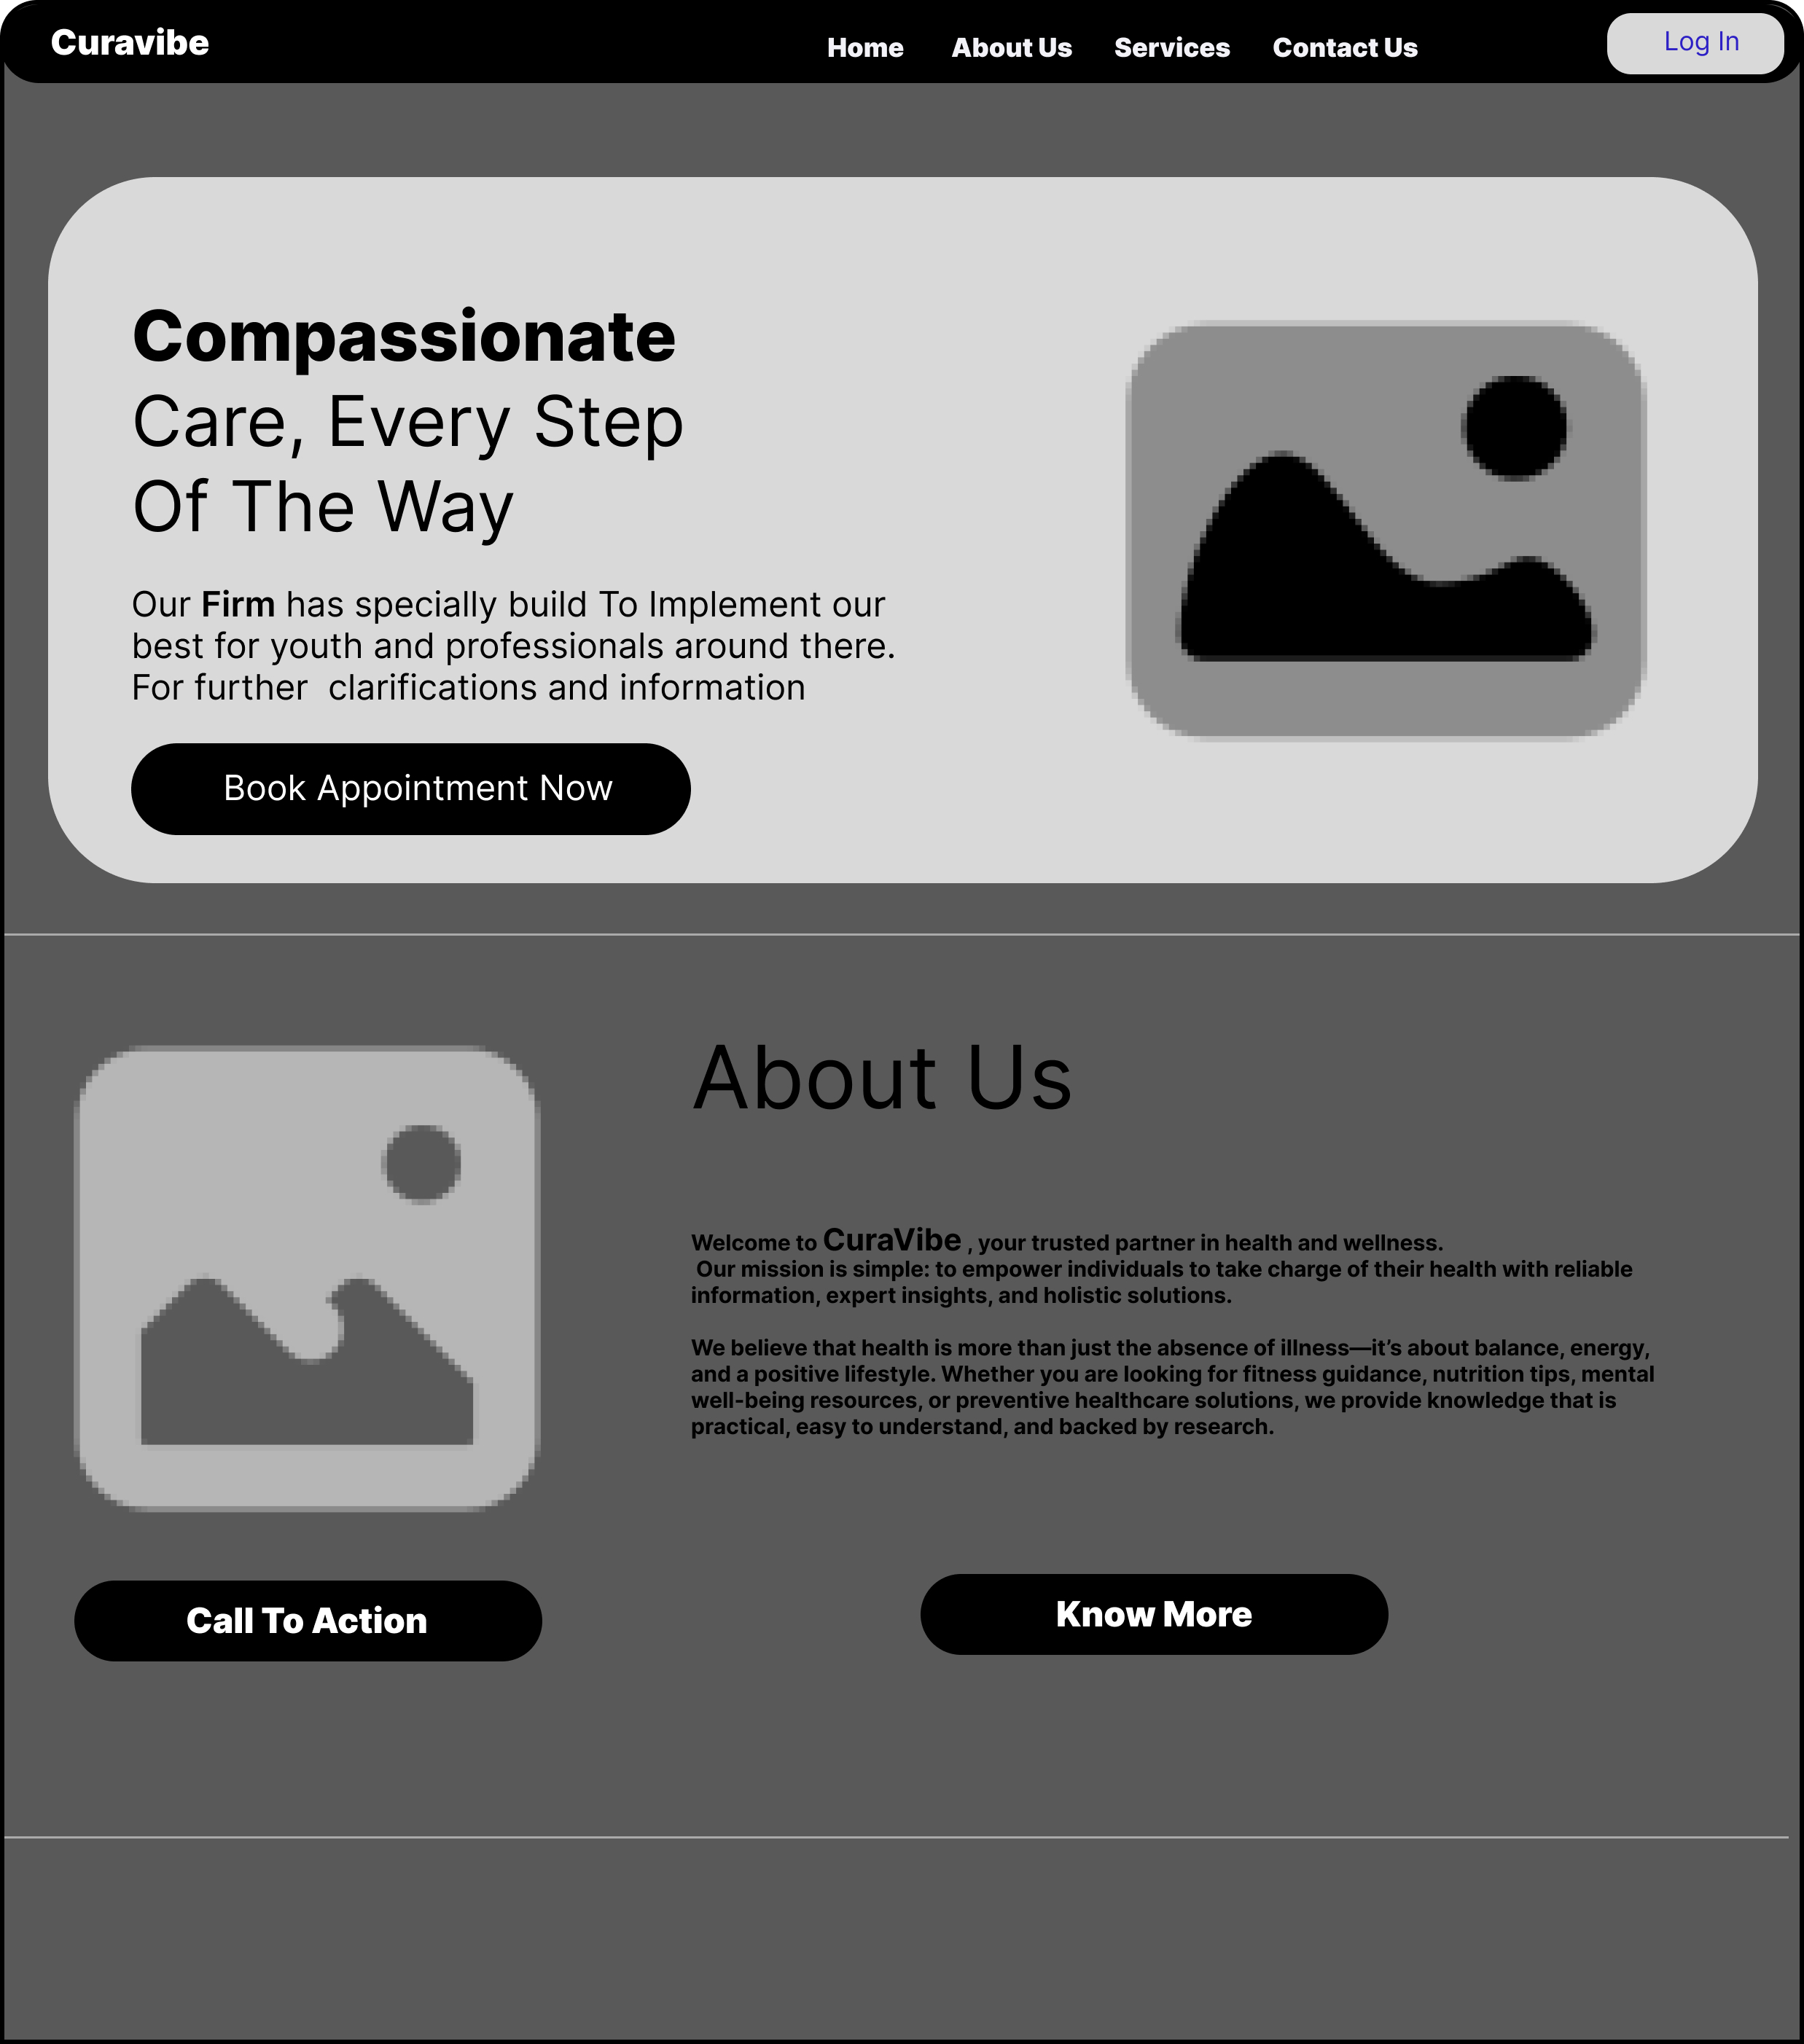 Curavibe
Home About Us Services Contact Us
Log In
Compassionate
Care, Every Step
Of The Way
Our Firm has specially build To Implement our
best for youth and professionals around there.
For further  clarifications and information
Book Appointment Now
About Us
Welcome to CuraVibe , your trusted partner in health and wellness.
Our mission is simple: to empower individuals to take charge of their health with reliable
information, expert insights, and holistic solutions.
We believe that health is more than just the absence of illness—it’s about balance, energy,
and a positive lifestyle. Whether you are looking for fitness guidance, nutrition tips, mental
well-being resources, or preventive healthcare solutions, we provide knowledge that is
practical, easy to understand, and backed by research.
Call To Action
Know More